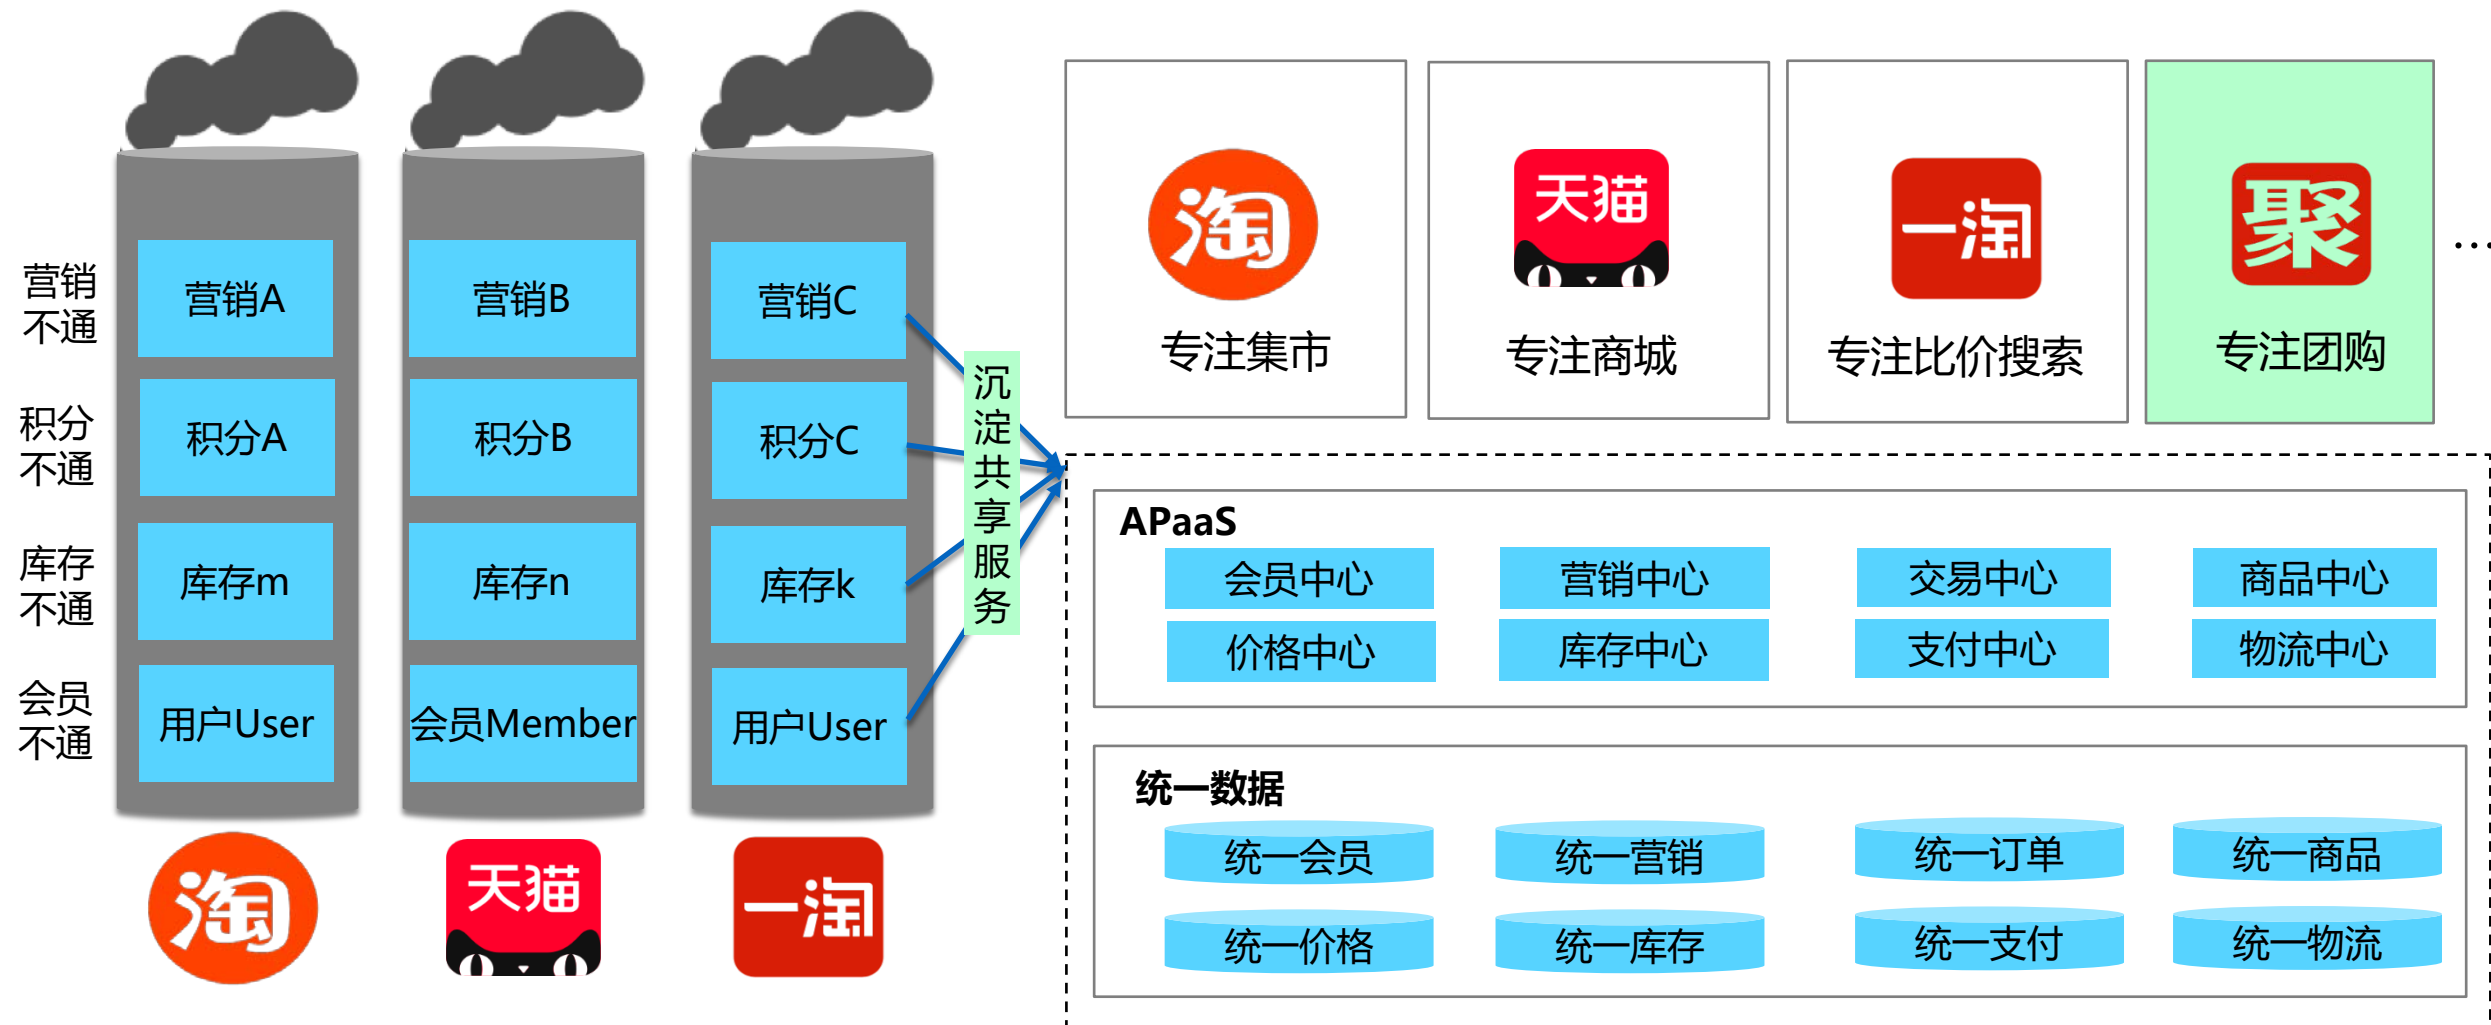 营销
不通
积分
不通
库存
不通
会员
不通
营销A
积分A
库存m
用户User
淘
营销B
积分B
库存n
会员Member
天猫
营销C
积分C
库存k
用户User
一淘
沉
淀
共
享
服
务
淘
专注集市
天猫
专注商城
一淘
专注比价搜索
聚
专注团购
...
APaaS
会员中心
营销中心
交易中心
商品中心
价格中心
库存中心
支付中心
物流中心
统一数据
统一会员
统一营销
统一订单
统一商品
统一价格
统一库存
统一支付
统一物流